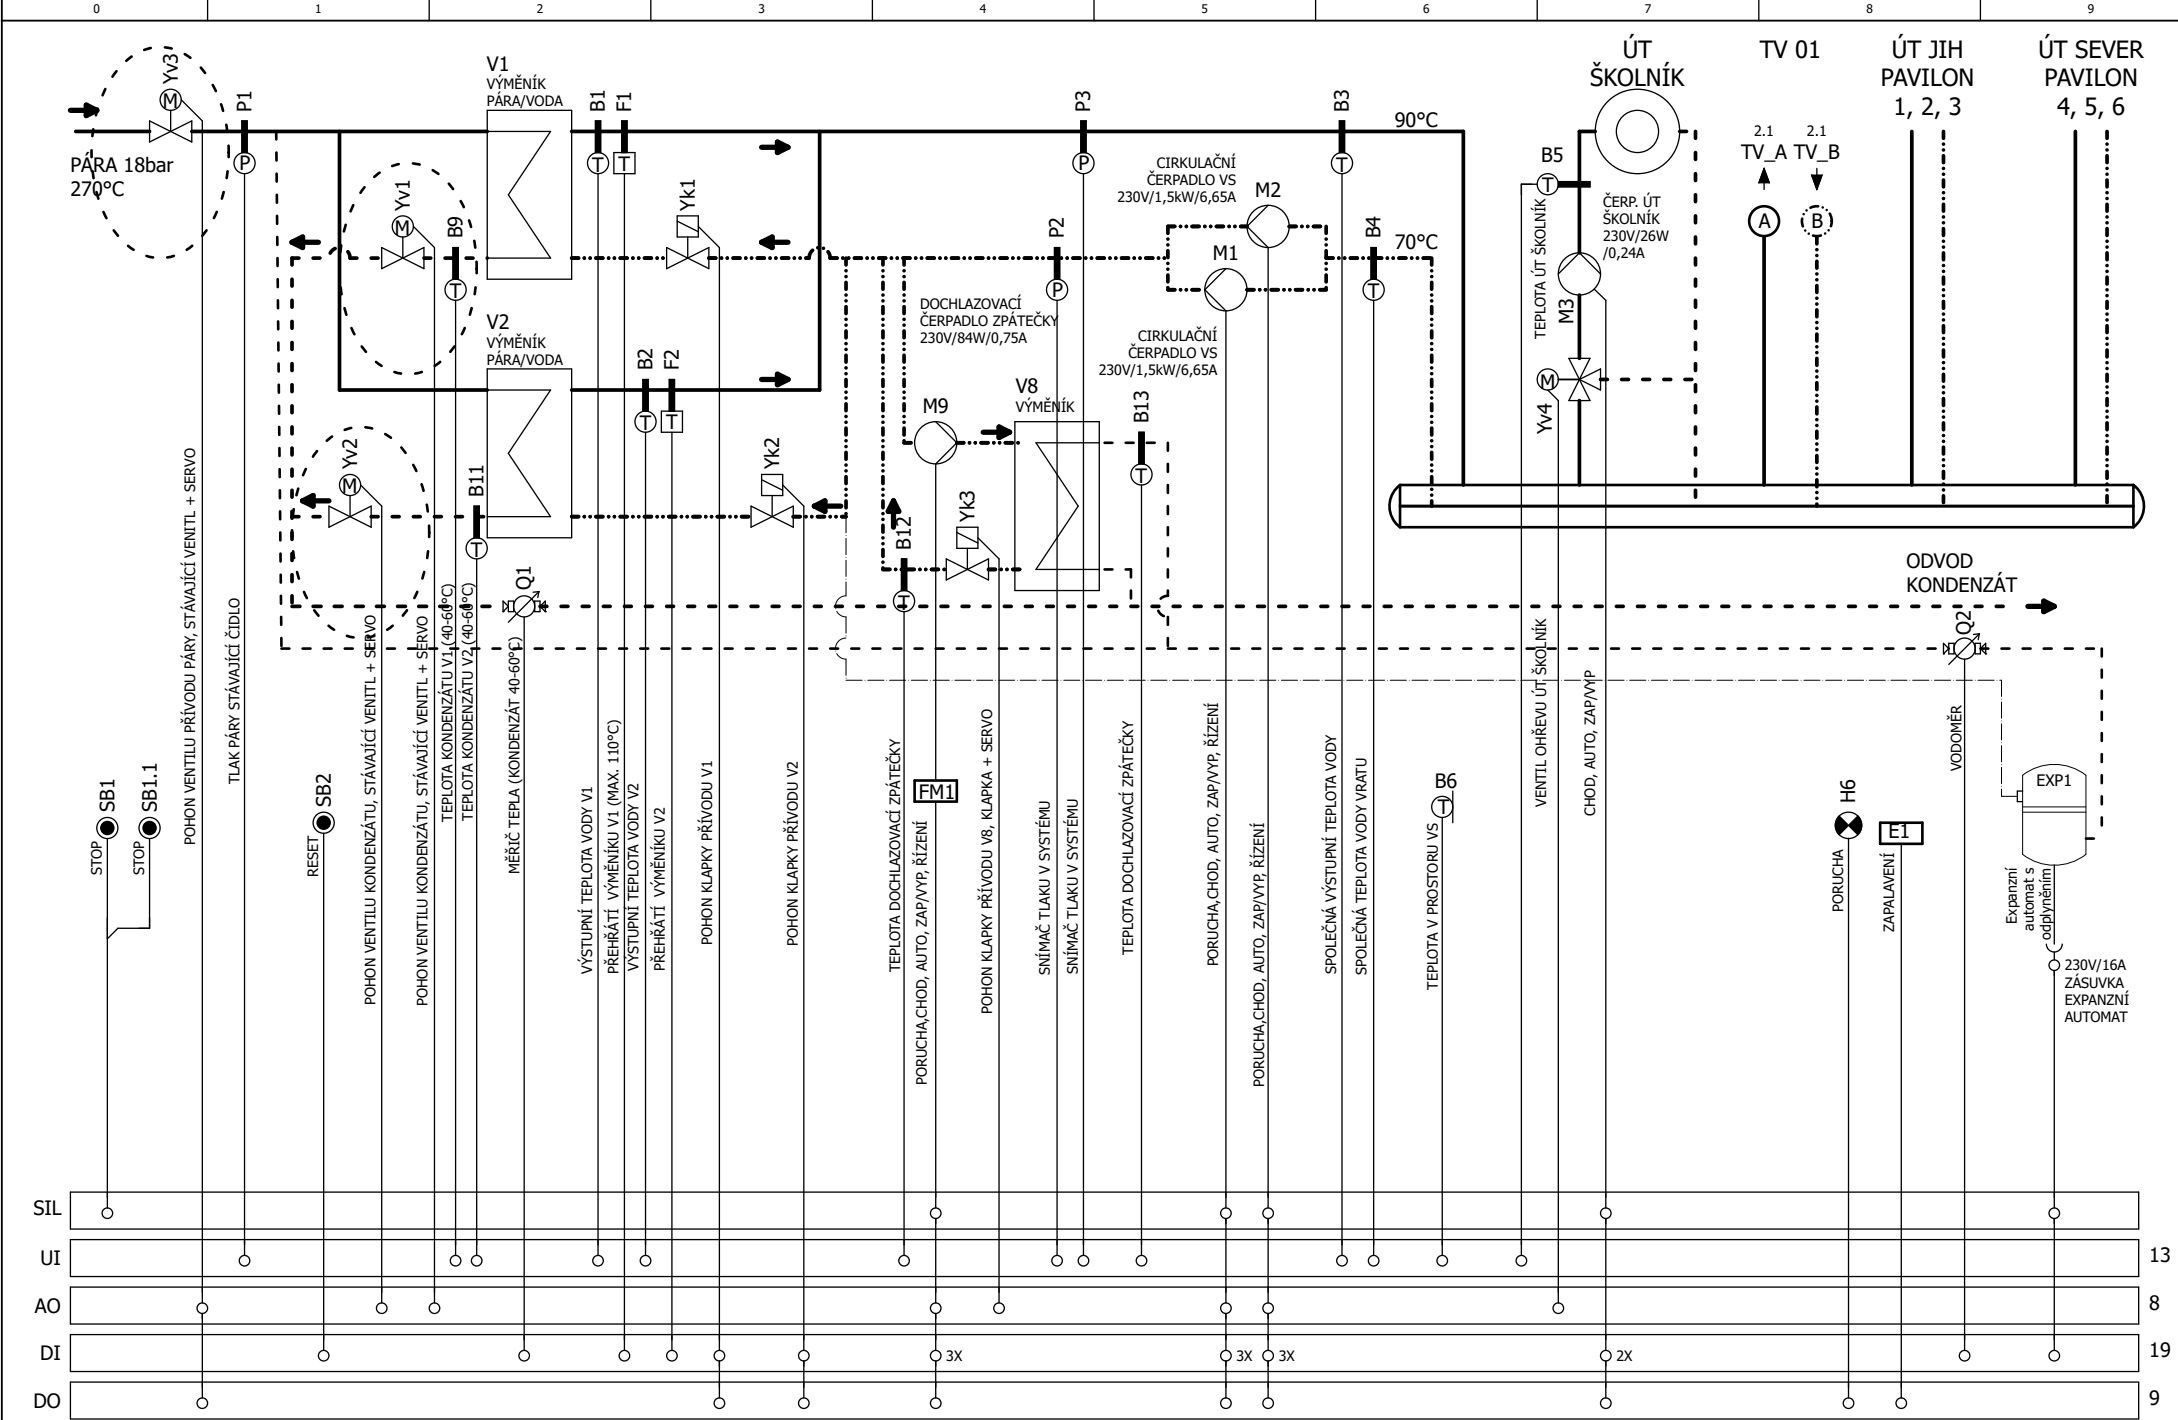 0 1 2 3 4 5 6 7 8 9
Yv3
M
P1
P
PÁRA 18bar
270°C
V1
VÝMĚNÍK
PÁRA/VODA
B1
T
F1
T
Yk1
Yv1
M
B9
T
V2
VÝMĚNÍK
PÁRA/VODA
B2
T
F2
T
Yk2
Yv2
M
B11
T
Q1
P3
P
P2
P
CIRKULAČNÍ
ČERPADLO VS
230V/1,5kW/6,65A
M2
M1
CIRKULAČNÍ
ČERPADLO VS
230V/1,5kW/6,65A
DOCHLAZOVACÍ
ČERPADLO ZPÁTEČKY
230V/84W/0,75A
M9
V8
VÝMĚNÍK
B13
T
B12
T
Yk3
B3
T
B4
T
90°C
70°C
ÚT
ŠKOLNÍK
B5
T
TEPLOTA ÚT ŠKOLNÍK
ČERP. ÚT
ŠKOLNÍK
230V/26W
/0,24A
M3
M
Yv4
TV 01
2.1
TV_A
2.1
TV_B
A
B
ÚT JIH
PAVILON
1, 2, 3
ÚT SEVER
PAVILON
4, 5, 6
ODVOD
KONDENZÁT
Q2
SB1
STOP
SB1.1
STOP
POHON VENTILU PŘÍVODU PÁRY, STÁVAJÍCÍ VENITL + SERVO
TLAK PÁRY STÁVAJÍCÍ ČIDLO
SB2
RESET
POHON VENTILU KONDENZÁTU, STÁVAJÍCÍ VENITL + SERVO
POHON VENTILU KONDENZÁTU, STÁVAJÍCÍ VENITL + SERVO
TEPLOTA KONDENZÁTU V1 (40-60°C)
TEPLOTA KONDENZÁTU V2 (40-60°C)
MĚŘIČ TEPLA (KONDENZÁT 40-60°C)
VÝSTUPNÍ TEPLOTA VODY V1
PŘEHŘÁTÍ VÝMĚNÍKU V1 (MAX. 110°C)
VÝSTUPNÍ TEPLOTA VODY V2
PŘEHŘÁTÍ VÝMĚNÍKU V2
POHON KLAPKY PŘÍVODU V1
POHON KLAPKY PŘÍVODU V2
TEPLOTA DOCHLAZOVACÍ ZPÁTEČKY
FM1
PORUCHA,CHOD, AUTO, ZAP/VYP, ŘÍZENÍ
POHON KLAPKY PŘÍVODU V8, KLAPKA + SERVO
SNÍMAČ TLAKU V SYSTÉMU
SNÍMAČ TLAKU V SYSTÉMU
TEPLOTA DOCHLAZOVACÍ ZPÁTEČKY
PORUCHA,CHOD, AUTO, ZAP/VYP, ŘÍZENÍ
PORUCHA,CHOD, AUTO, ZAP/VYP, ŘÍZENÍ
SPOLEČNÁ VÝSTUPNÍ TEPLOTA VODY
SPOLEČNÁ TEPLOTA VODY VRATU
B6
T
TEPLOTA V PROSTORU VS
VENTIL OHŘEVU ÚT ŠKOLNÍK
CHOD, AUTO, ZAP/VYP
H6
PORUCHA
E1
ZAPALAVENÍ
VODOMĚR
EXP1
Expanzní
automat s
odplyněním
230V/16A
ZÁSUVKA
EXPANZNÍ
AUTOMAT
SIL
UI 13
AO 8
DI 3X 3X 3X 2X 19
DO 9